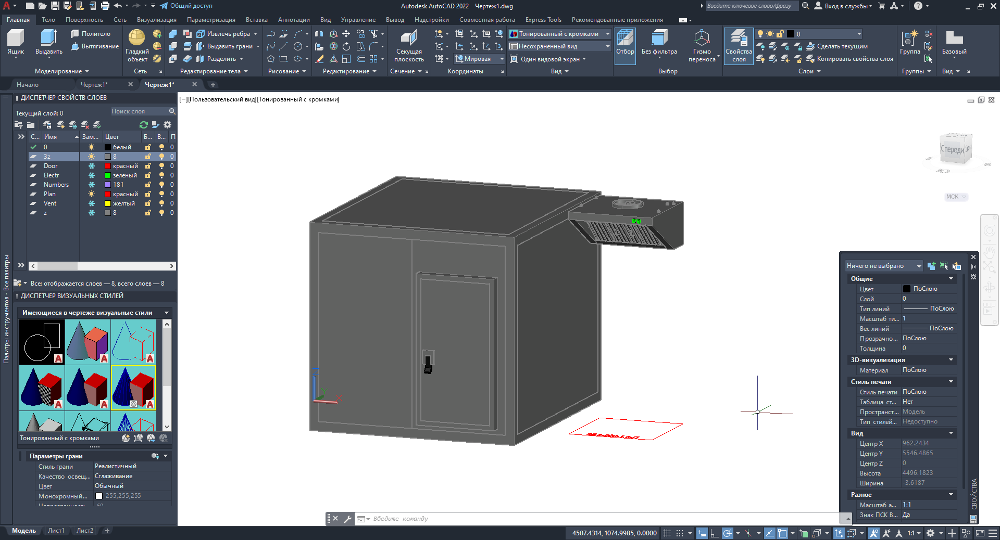 Общий доступ
Autodesk AutoCAD 2022 Чертеж1.dwg
Введите ключевое слово/фразу
Вход в службы
Главная Тело Поверхность Сеть Визуализация Параметризация Вставка Аннотации Вид Управление Вывод Надстройки Совместная работа Express Tools Рекомендованные приложения
Ящик
Выдавить
Политело
Вытягивание
Моделирование
Гладкий объект
Сеть
Извлечь ребра
Выдавить грани
Разделить
Редактирование тела
Рисование
Редактирование
Секущая плоскость
Сечение
Мировая
Координаты
Тонированный с кромками
Несохраненный вид
Один видовой экран
Вид
Отбор
Без фильтра
Гизмо переноса
Выбор
Свойства слоя
0
Сделать текущим
Копировать свойства слоя
Слои
Группа
Группы
Базовый
Вид
Начало Чертеж1* Чертеж1*
ДИСПЕТЧЕР СВОЙСТВ СЛОЕВ
Текущий слой: 0
Поиск слоя
С... Имя Зам... Цвет Б... В... П
0 белый 0
3z 8 0
Door красный 0
Electr зеленый 0
Numbers 181 0
Plan красный 0
Vent желтый 0
z 8 0
Все: отображается слоев — 8, всего слоев — 8
ДИСПЕТЧЕР ВИЗУАЛЬНЫХ СТИЛЕЙ
Имеющиеся в чертеже визуальные стили
Тонированный с кромками
Параметры грани
Стиль грани Реалистичный
Качество освещ... Сглаживание
Цвет Обычный
Монохромный... 255,255,255
Палитры инструментов - Все палитры
[−][Пользовательский вид][Тонированный с кромками]
Спереди
МСК
Z
Y
Ничего не выбрано
Общие
Цвет ПоСлою
Слой 0
Тип линий ПоСлою
Масштаб ти... 1
Вес линий ПоСлою
Прозрачно... ПоСлою
Толщина 0
3D-визуализация
Материал ПоСлою
Стиль печати
Стиль печати ПоСлою
Таблица ст... Нет
Пространст... Модель
Тип стилей... Недоступно
Вид
Центр X 962.2434
Центр Y 5546.4865
Центр Z 0
Высота 4496.1823
Ширина -3.6187
Разное
Масштаб а... 1:1
Знак ПСК В... Да
СВОЙСТВА
Введите команду
Модель Лист1 Лист2
4507.4314, 1074.9985, 0.0000
1:1